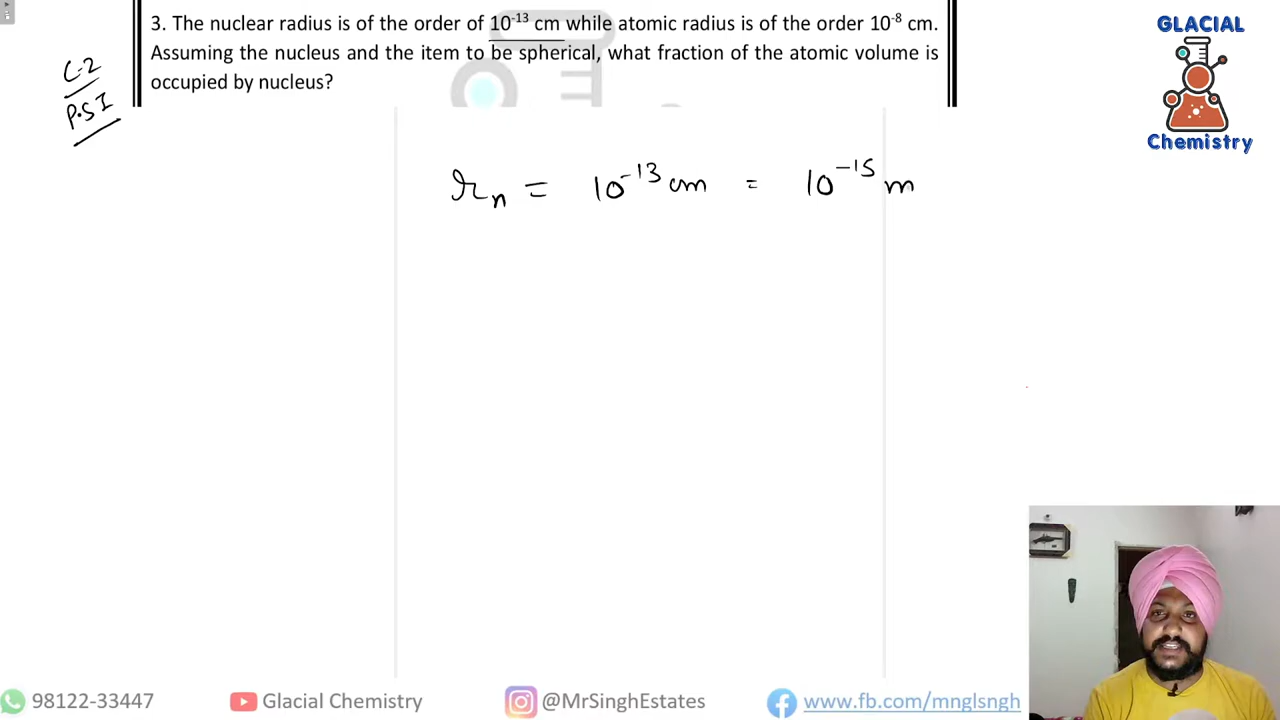 3. The nuclear radius is of the order of 10⁻¹³ cm while atomic radius is of the order 10⁻⁸ cm.
Assuming the nucleus and the item to be spherical, what fraction of the atomic volume is
occupied by nucleus?
C-2
P.S I
GLACIAL
Chemistry
r_n = 10⁻¹³ cm = 10⁻¹⁵ m
98122-33447
Glacial Chemistry
@MrSinghEstates
www.fb.com/mnglsngh